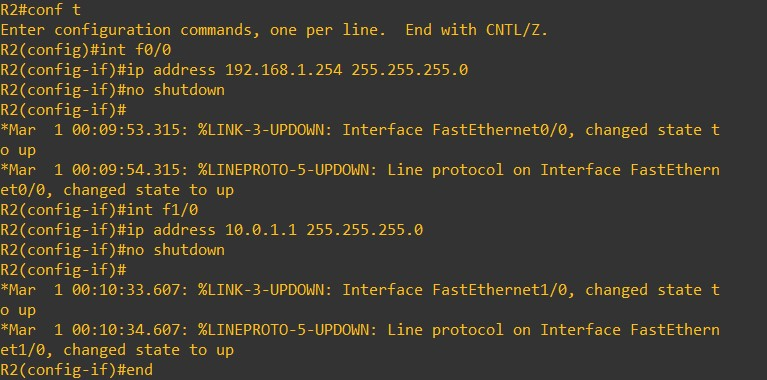 R2#conf t
Enter configuration commands, one per line.  End with CNTL/Z.
R2(config)#int f0/0
R2(config-if)#ip address 192.168.1.254 255.255.255.0
R2(config-if)#no shutdown
R2(config-if)#
*Mar  1 00:09:53.315: %LINK-3-UPDOWN: Interface FastEthernet0/0, changed state t
o up
*Mar  1 00:09:54.315: %LINEPROTO-5-UPDOWN: Line protocol on Interface FastEthern
et0/0, changed state to up
R2(config-if)#int f1/0
R2(config-if)#ip address 10.0.1.1 255.255.255.0
R2(config-if)#no shutdown
R2(config-if)#
*Mar  1 00:10:33.607: %LINK-3-UPDOWN: Interface FastEthernet1/0, changed state t
o up
*Mar  1 00:10:34.607: %LINEPROTO-5-UPDOWN: Line protocol on Interface FastEthern
et1/0, changed state to up
R2(config-if)#end